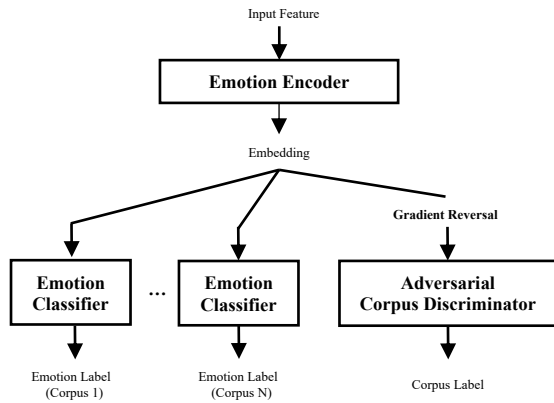 Input Feature
Emotion Encoder
Embedding
Gradient Reversal
Emotion
Classifier
...
Emotion
Classifier
Adversarial
Corpus Discriminator
Emotion Label
(Corpus 1)
Emotion Label
(Corpus N)
Corpus Label